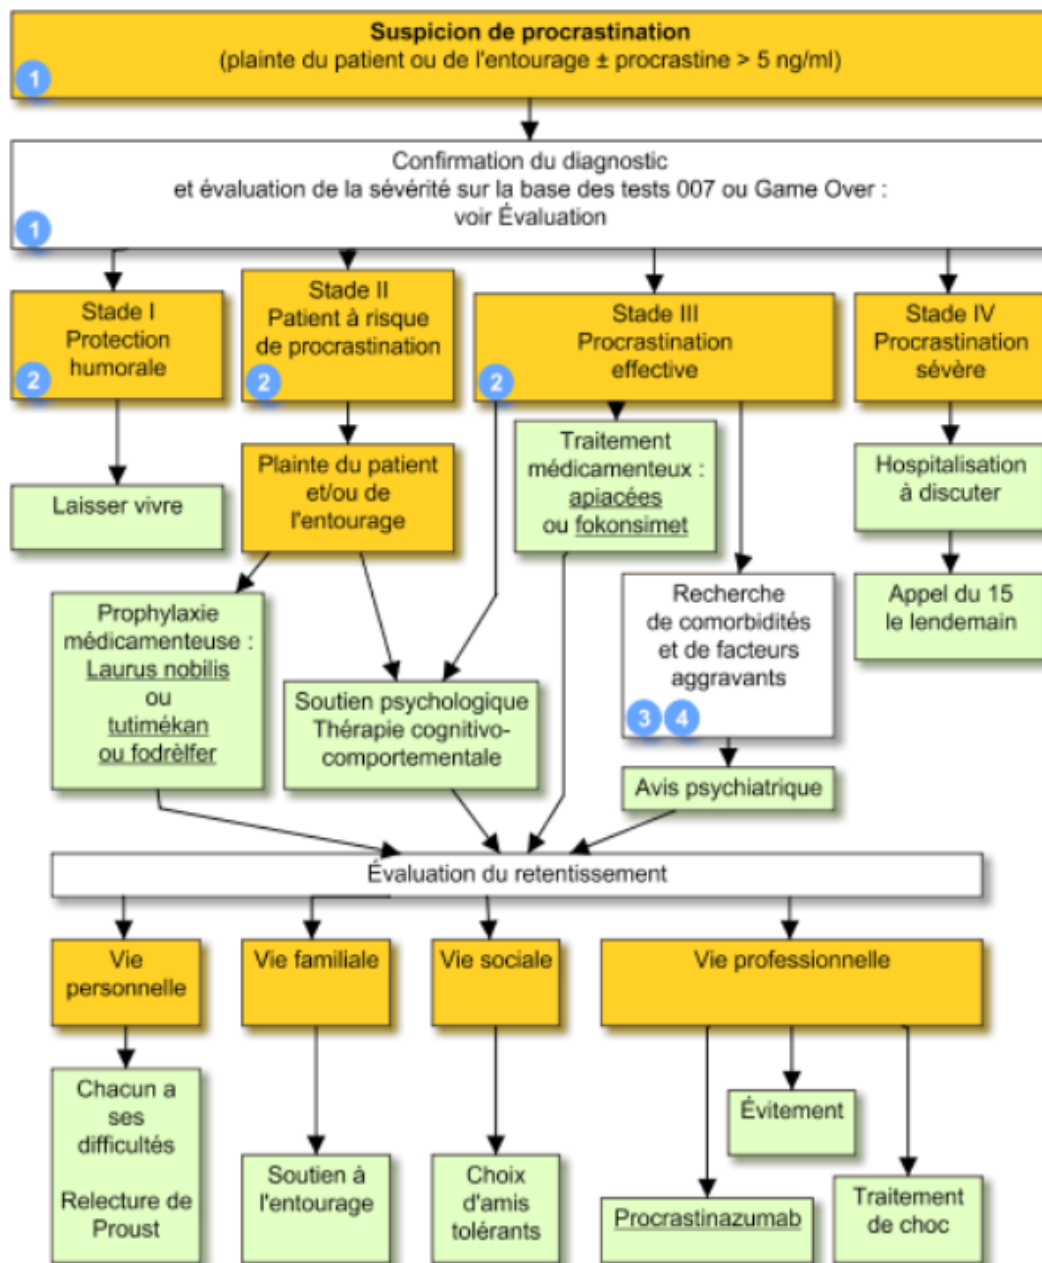 Suspicion de procrastination
(plainte du patient ou de l'entourage ± procrastine > 5 ng/ml)
1
Confirmation du diagnostic
et évaluation de la sévérité sur la base des tests 007 ou Game Over :
voir Évaluation
1
Stade I
Protection
humorale
2
Stade II
Patient à risque
de procrastination
2
Stade III
Procrastination
effective
2
Stade IV
Procrastination
sévère
Laisser vivre
Plainte du patient
et/ou de
l'entourage
Traitement
médicamenteux :
apiacées
ou fokonsimet
Hospitalisation
à discuter
Prophylaxie
médicamenteuse :
Laurus nobilis
ou
tutimékan
ou fodrèlfer
Soutien psychologique
Thérapie cognitivo-
comportementale
Recherche
de comorbidités
et de facteurs
aggravants
3 4
Appel du 15
le lendemain
Avis psychiatrique
Évaluation du retentissement
Vie
personnelle
Vie familiale
Vie sociale
Vie professionnelle
Chacun a
ses
difficultés
Relecture de
Proust
Soutien à
l'entourage
Choix
d'amis
tolérants
Procrastinazumab
Évitement
Traitement
de choc